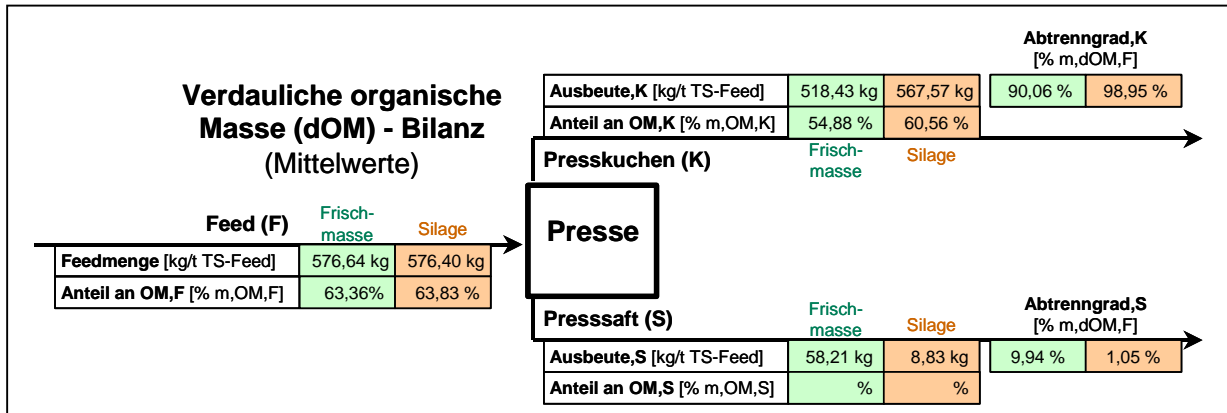 Abtrenngrad,K
[% m,dOM,F]
Verdauliche organische
Masse (dOM) - Bilanz
(Mittelwerte)
Ausbeute,K [kg/t TS-Feed] 518,43 kg 567,57 kg 90,06 % 98,95 %
Anteil an OM,K [% m,OM,K] 54,88 % 60,56 %
Presskuchen (K) Frisch-
masse Silage
Feed (F) Frisch-
masse Silage
Presse
Feedmenge [kg/t TS-Feed] 576,64 kg 576,40 kg
Anteil an OM,F [% m,OM,F] 63,36% 63,83 %
Presssaft (S) Frisch-
masse Silage
Abtrenngrad,S
[% m,dOM,F]
Ausbeute,S [kg/t TS-Feed] 58,21 kg 8,83 kg 9,94 % 1,05 %
Anteil an OM,S [% m,OM,S] % %